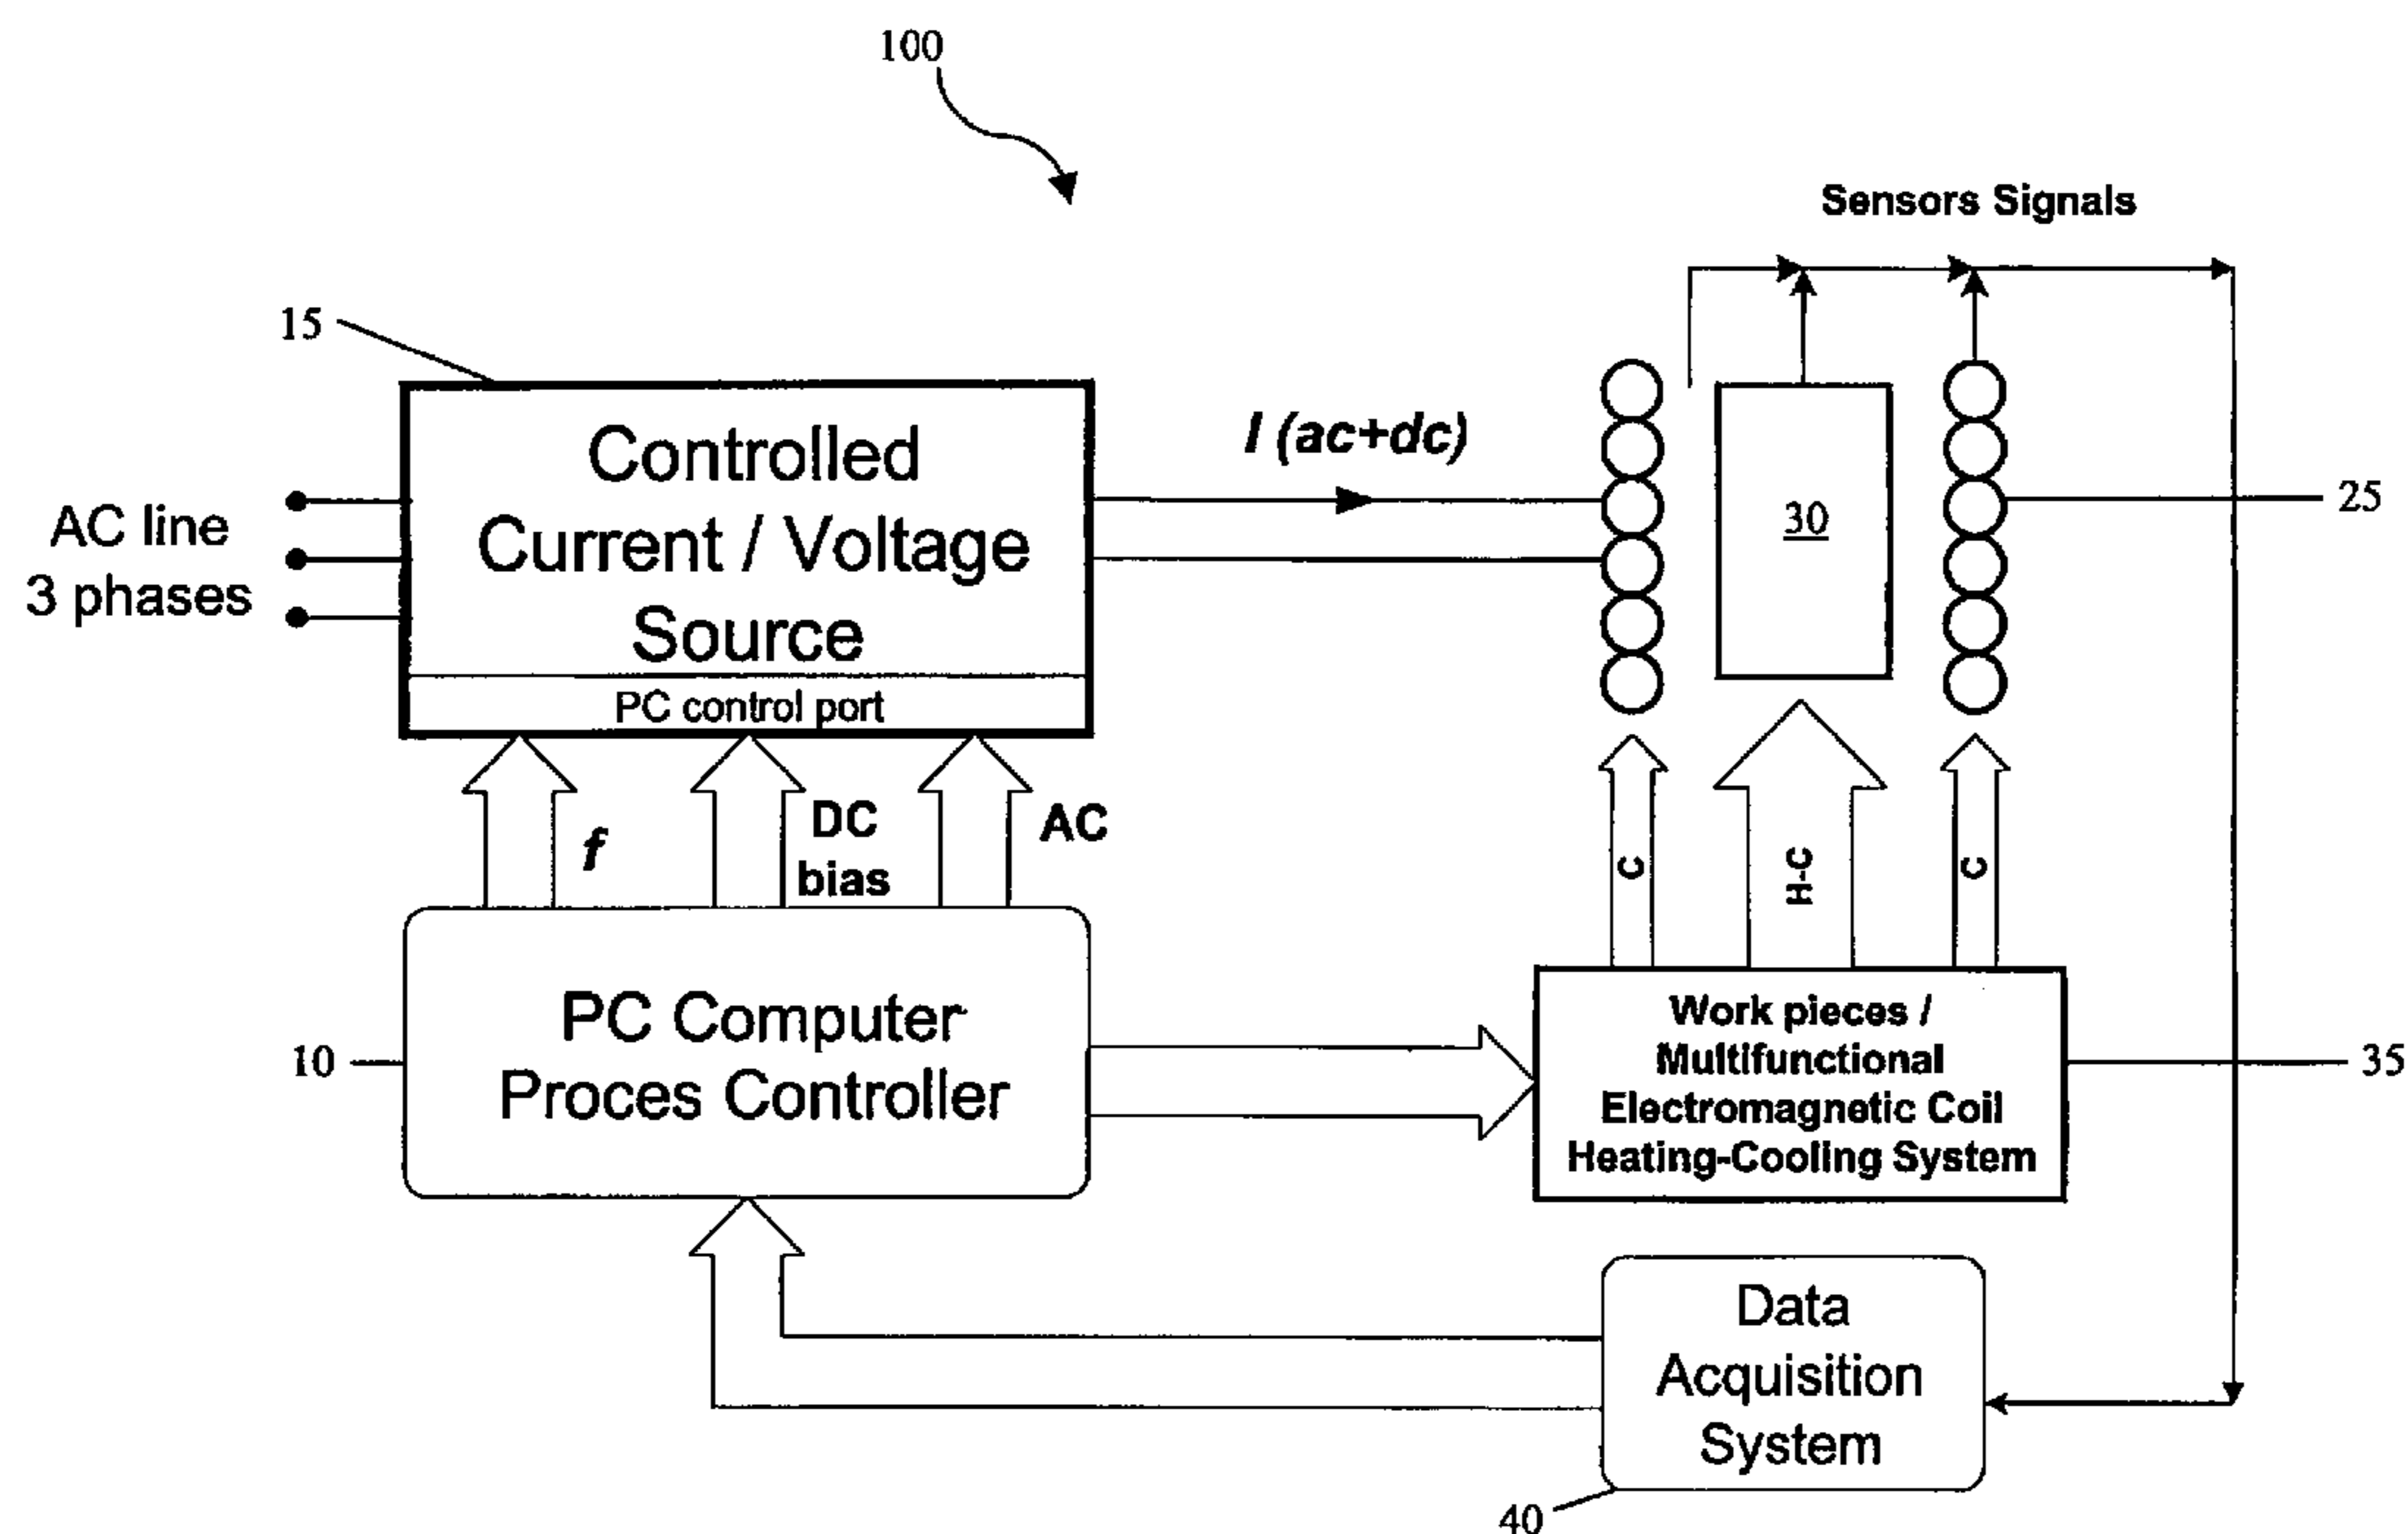 100
Sensors Signals
15
Controlled
Current / Voltage
Source
PC control port
AC line
3 phases
I (ac+dc)
30
25
f
DC
bias
AC
C
H-C
C
10
PC Computer
Proces Controller
Work pieces /
Multifunctional
Electromagnetic Coil
Heating-Cooling System
35
Data
Acquisition
System
40